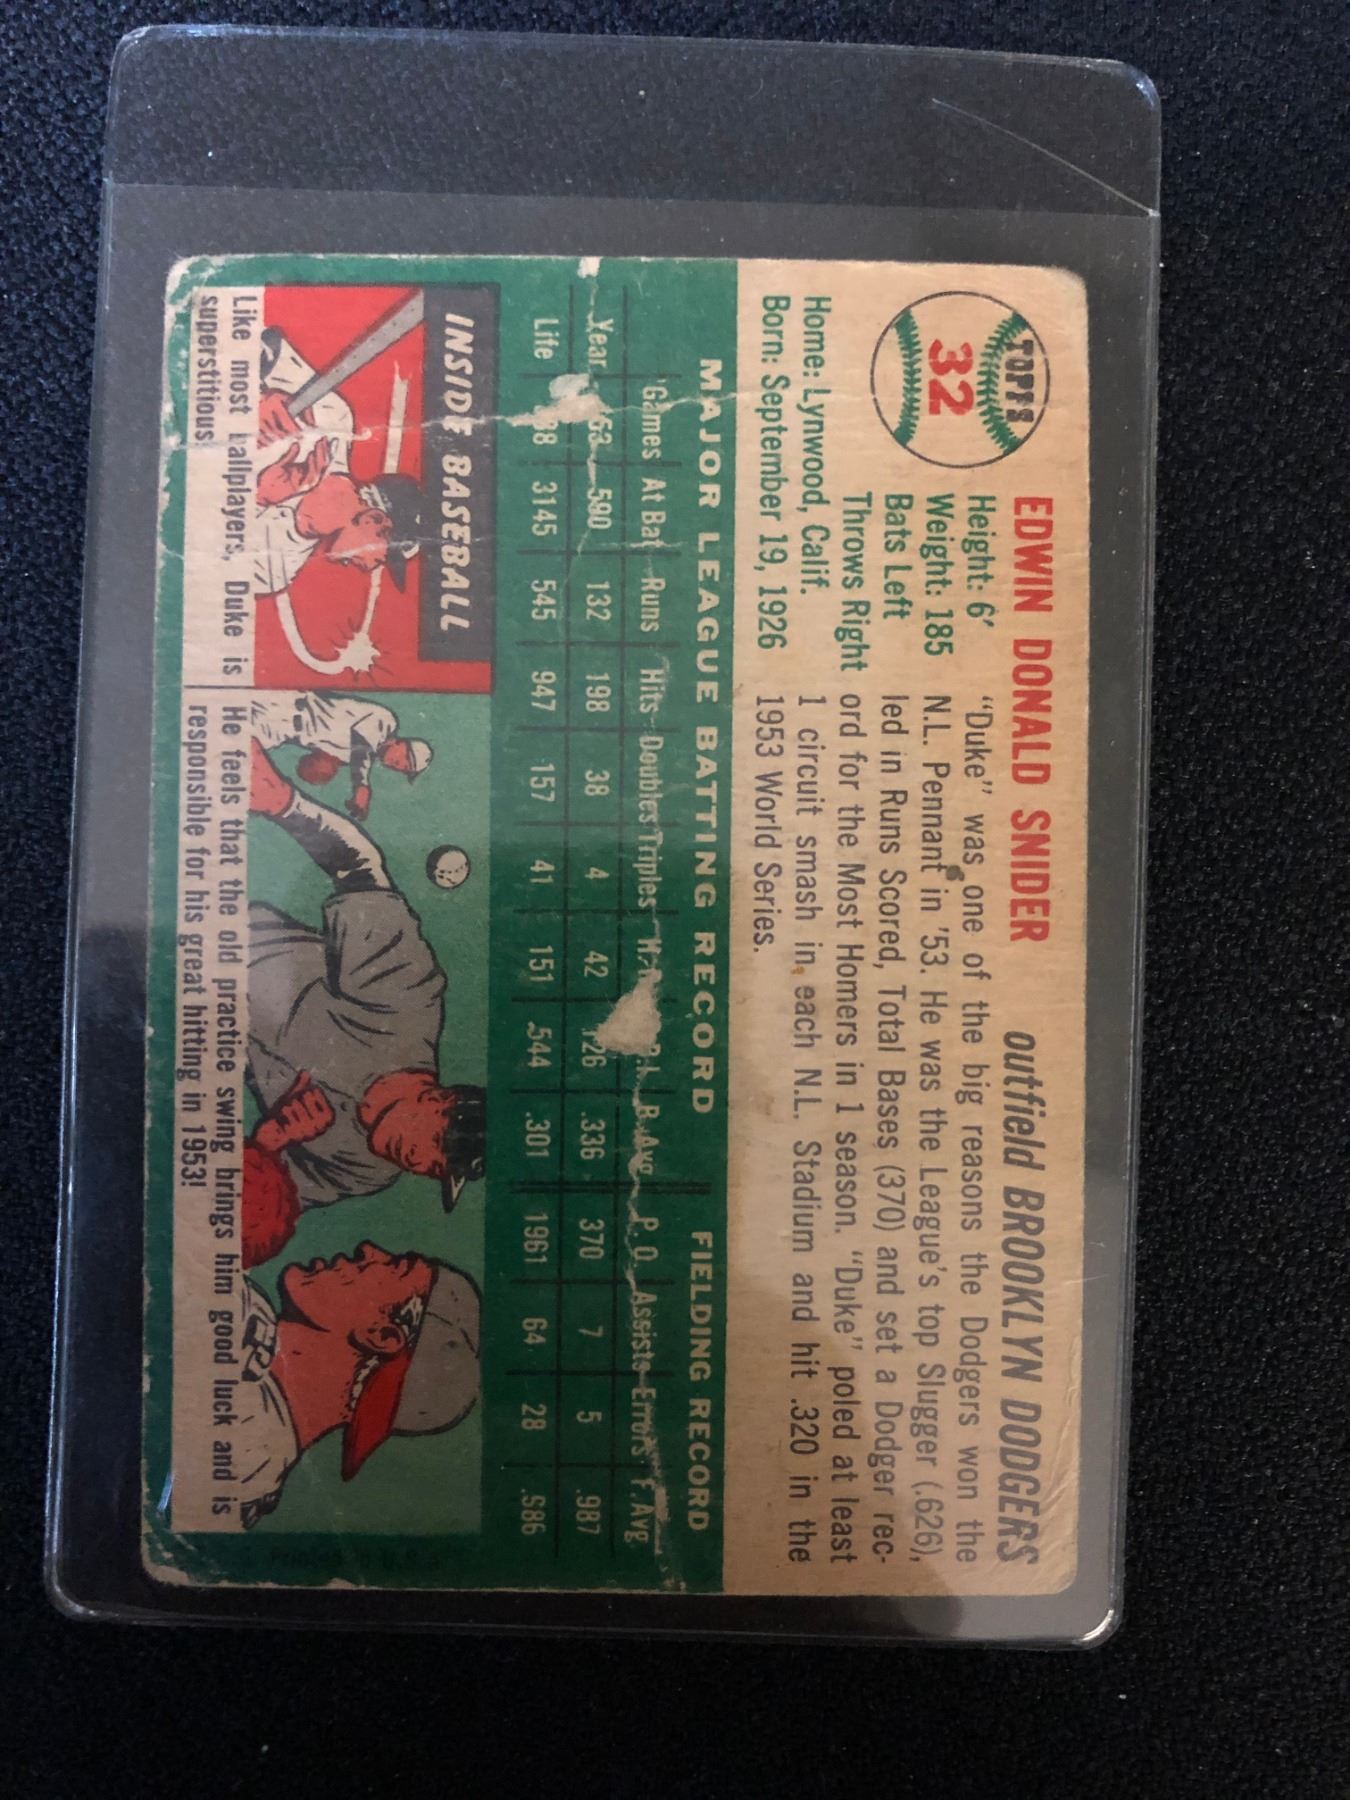 TOPPS
32
EDWIN DONALD SNIDER outfield BROOKLYN DODGERS
Height: 6'
Weight: 185
Bats Left
Throws Right
Home: Lynwood, Calif.
Born: September 19, 1926
"Duke" was one of the big reasons the Dodgers won the
N.L. Pennant in '53. He was the League's top Slugger (.626),
led in Runs Scored, Total Bases (370) and set a Dodger rec-
ord for the Most Homers in 1 season. "Duke" poled at least
1 circuit smash in each N.L. Stadium and hit .320 in the
1953 World Series.
MAJOR LEAGUE BATTING RECORD FIELDING RECORD
Games At Bat Runs Hits Doubles Triples B.Avg. P.O. Assists Errors F.Avg
Year 53 590 132 198 38 4 42 126 .336 370 7 5 .987
Life 3145 545 947 157 41 151 544 .301 1961 64 28 .986
INSIDE BASEBALL
Like most ballplayers, Duke is
superstitious!
He feels that the old practice swing brings him good luck and is
responsible for his great hitting in 1953!
Printed in U.S.A.